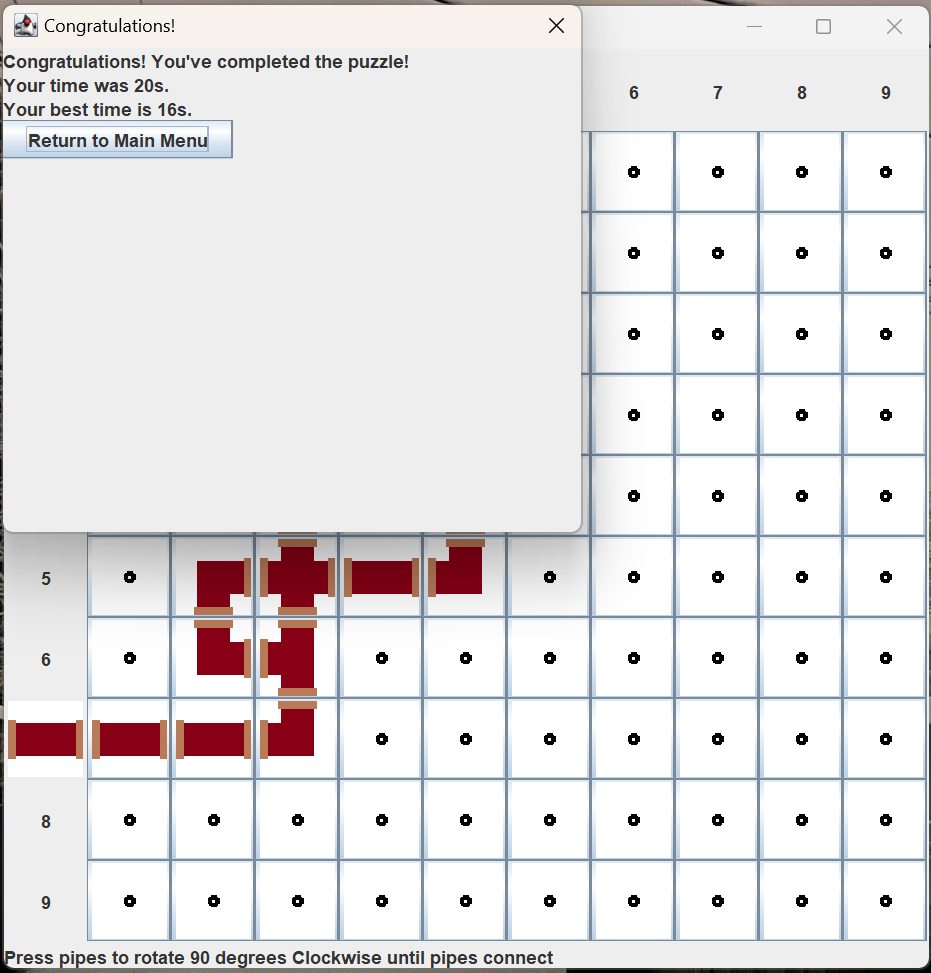 Congratulations!
Congratulations! You've completed the puzzle!
Your time was 20s.
Your best time is 16s.
Return to Main Menu
6 7 8 9
5
6
8
9
Press pipes to rotate 90 degrees Clockwise until pipes connect